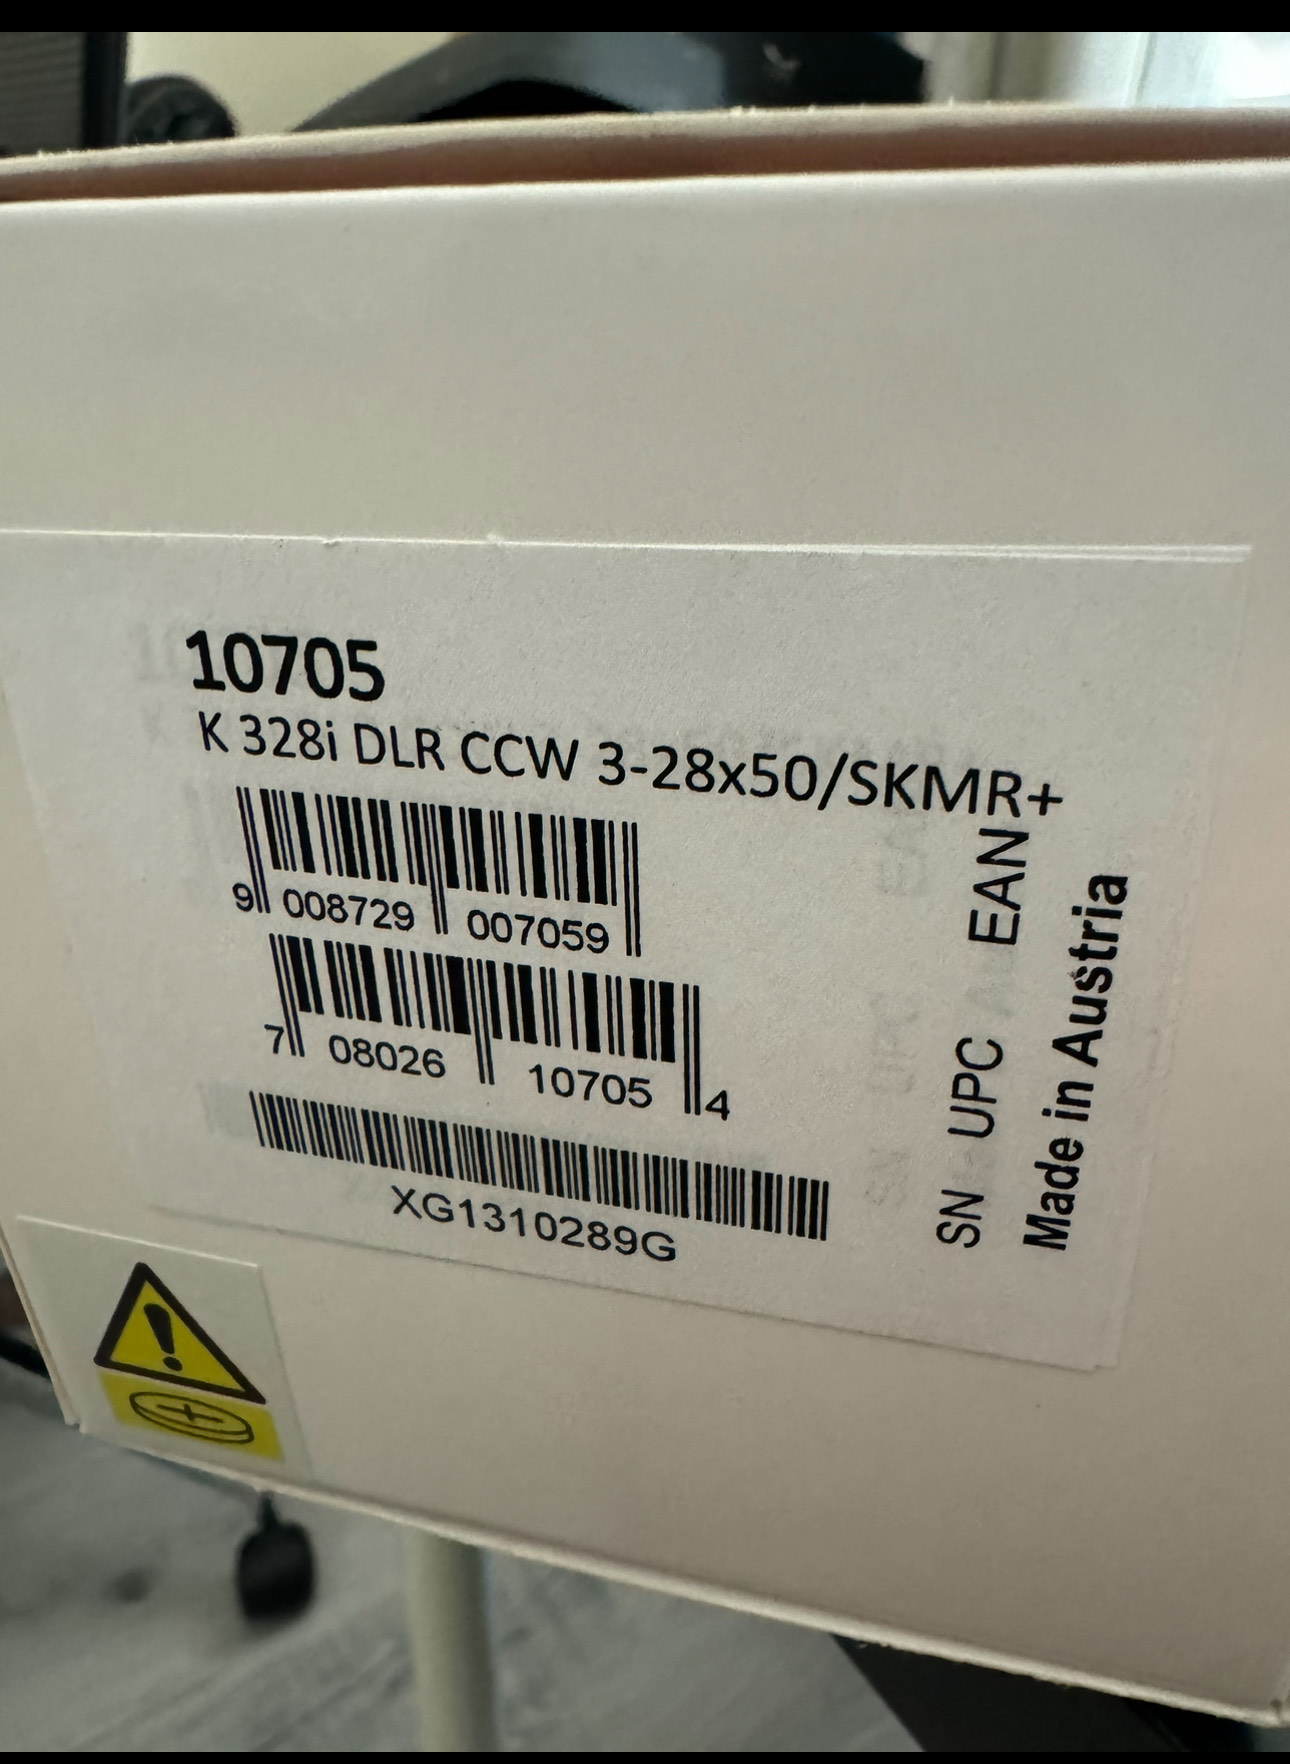 10705
K 328i DLR CCW 3-28x50/SKMR+
9 008729 007059
7 08026 10705 4
XG1310289G
SN UPC EAN
Made in Austria